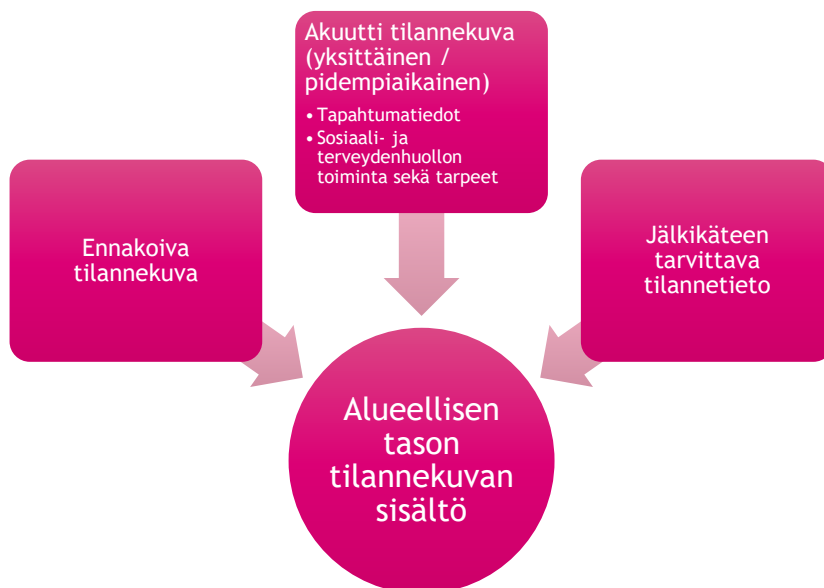 Akuutti tilannekuva
(yksittäinen /
pidempiaikainen)
• Tapahtumatiedot
• Sosiaali- ja
terveydenhuollon
toiminta sekä tarpeet
Ennakoiva
tilannekuva
Jälkikäteen
tarvittava
tilannetieto
Alueellisen
tason
tilannekuvan
sisältö